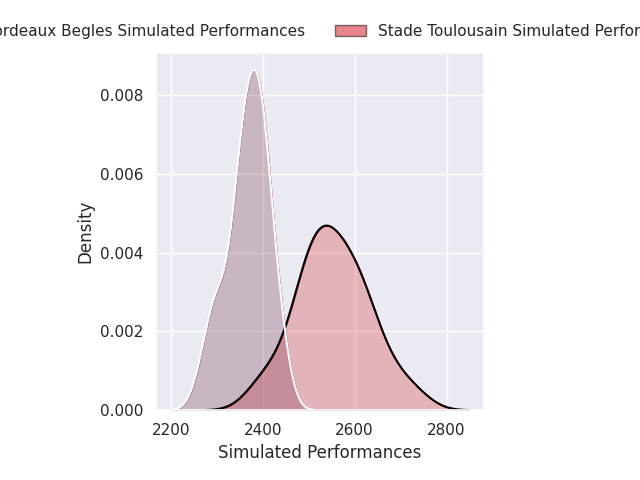 rdeaux Begles Simulated Performances
Stade Toulousain Simulated Perfor
0.008
0.006
0.004
0.002
0.000
Density
2200 2400 2600 2800
Simulated Performances